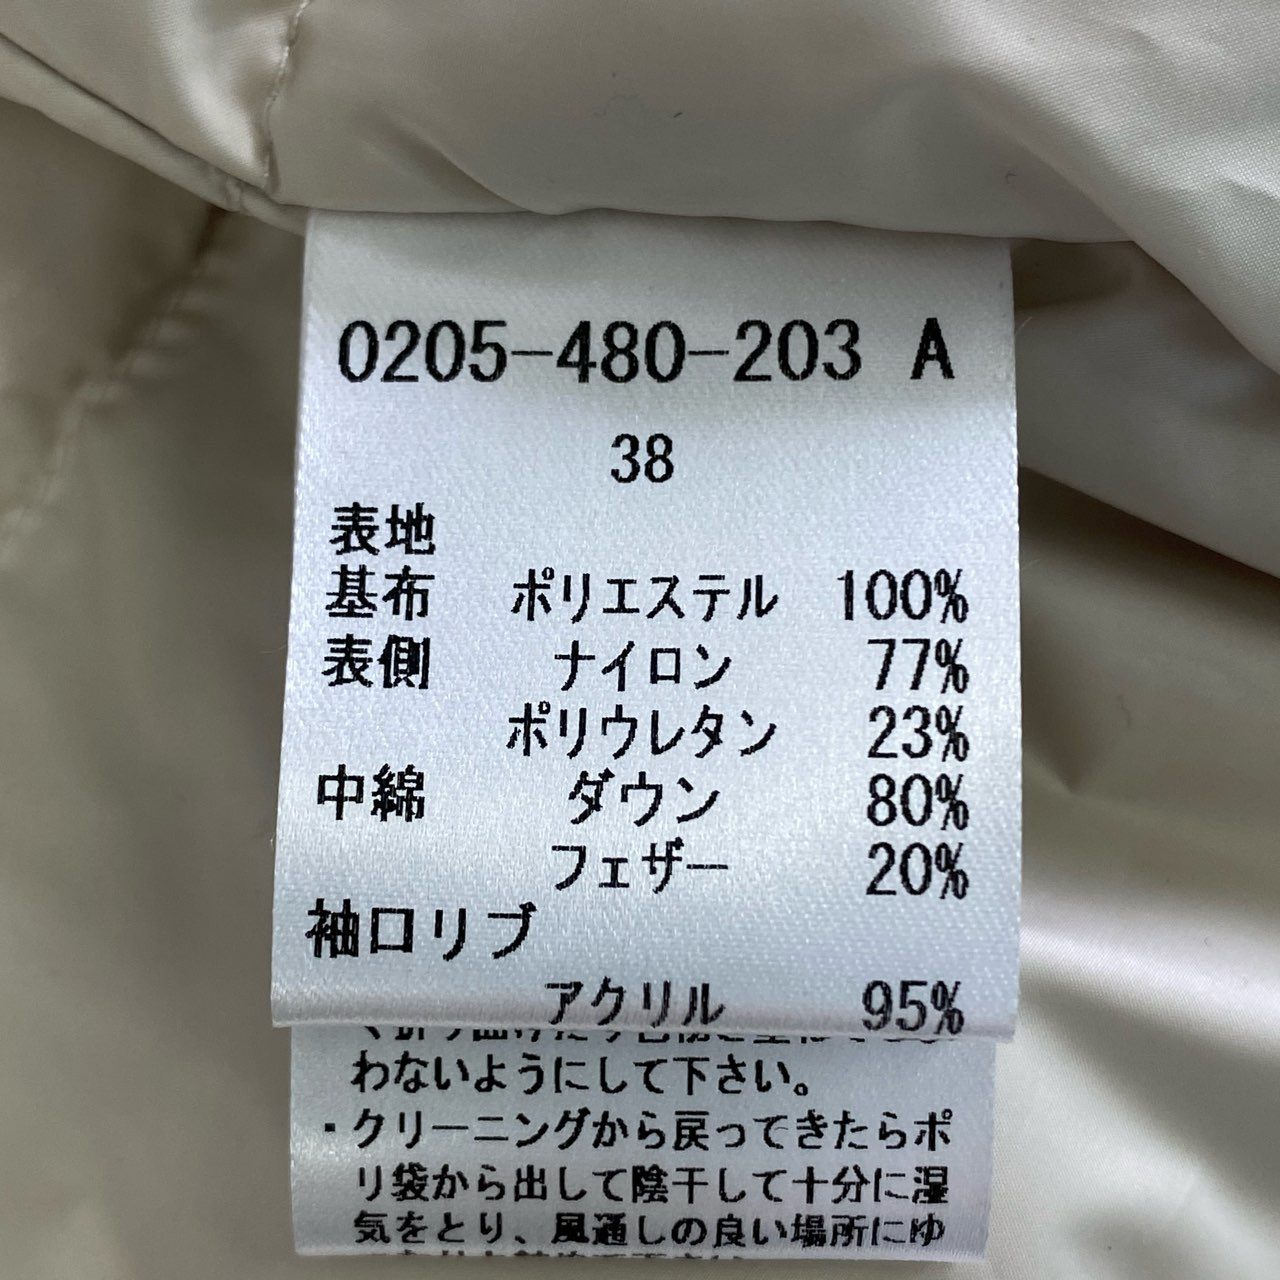 0205-480-203 A
38
表地
基布 ポリエステル 100%
表側 ナイロン 77%
ポリウレタン 23%
中綿 ダウン 80%
フェザー 20%
袖口リブ
アクリル 95%
わないようにして下さい。
・クリーニングから戻ってきたらポ
リ袋から出して陰干して十分に湿
気をとり、風通しの良い場所にゆ